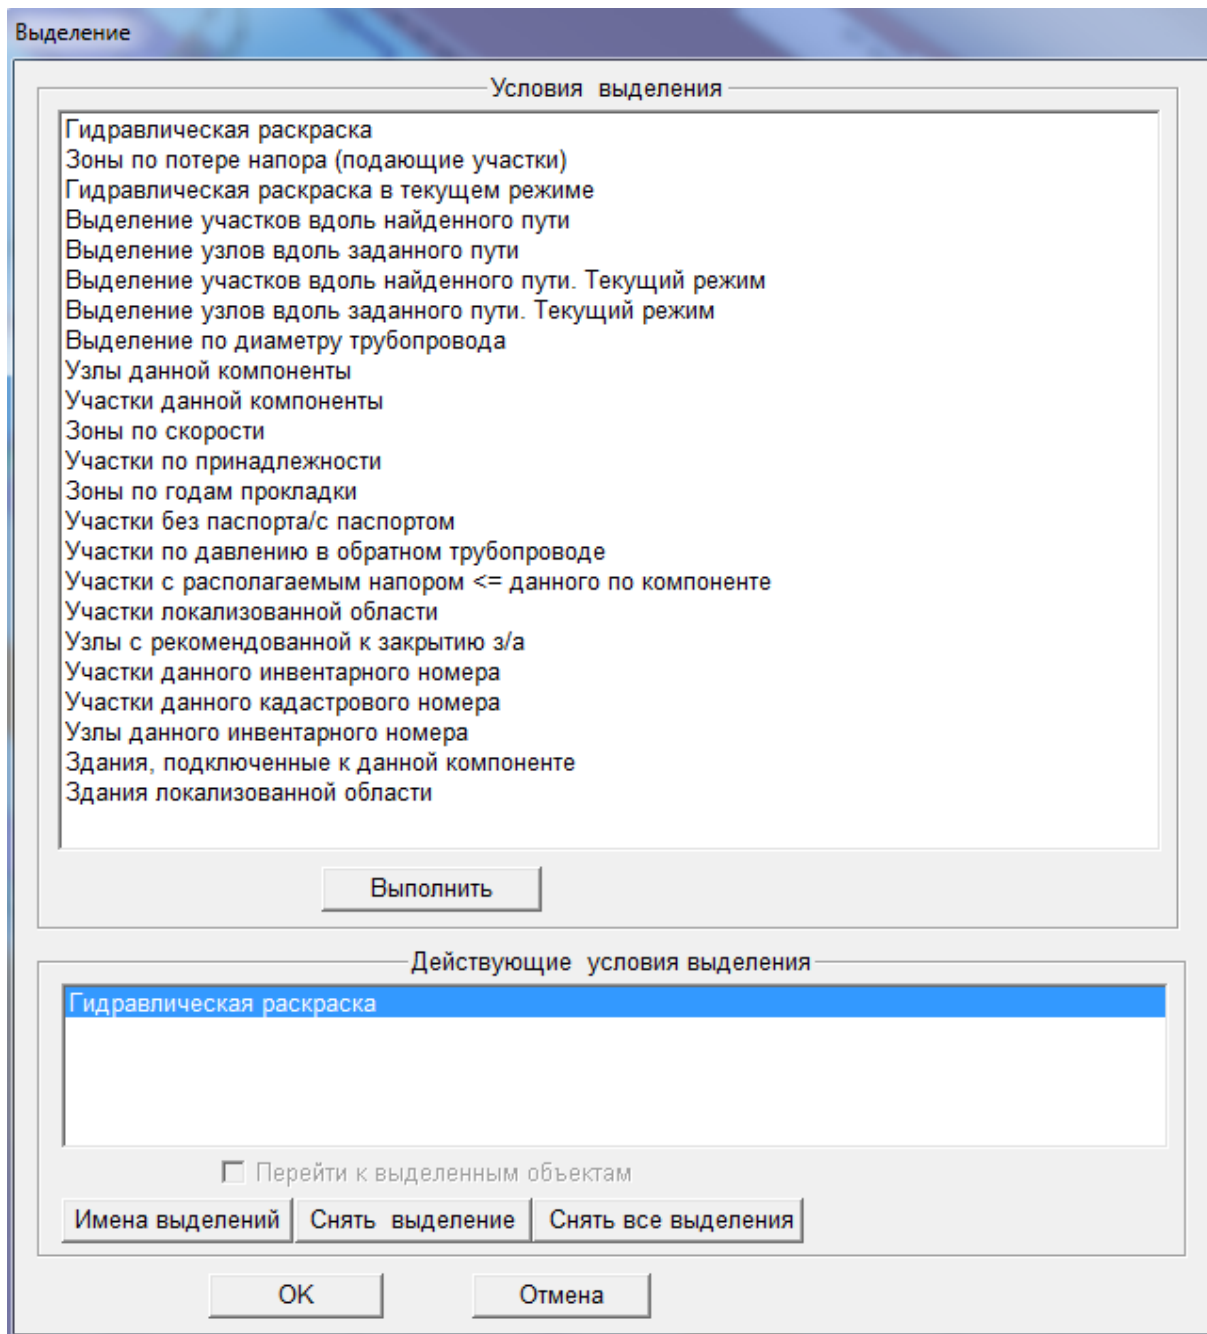 Выделение
Условия выделения
Гидравлическая раскраска
Зоны по потере напора (подающие участки)
Гидравлическая раскраска в текущем режиме
Выделение участков вдоль найденного пути
Выделение узлов вдоль заданного пути
Выделение участков вдоль найденного пути. Текущий режим
Выделение узлов вдоль заданного пути. Текущий режим
Выделение по диаметру трубопровода
Узлы данной компоненты
Участки данной компоненты
Зоны по скорости
Участки по принадлежности
Зоны по годам прокладки
Участки без паспорта/с паспортом
Участки по давлению в обратном трубопроводе
Участки с располагаемым напором <= данного по компоненте
Участки локализованной области
Узлы с рекомендованной к закрытию з/а
Участки данного инвентарного номера
Участки данного кадастрового номера
Узлы данного инвентарного номера
Здания, подключенные к данной компоненте
Здания локализованной области
Выполнить
Действующие условия выделения
Гидравлическая раскраска
Перейти к выделенным объектам
Имена выделений Снять выделение Снять все выделения
OK Отмена